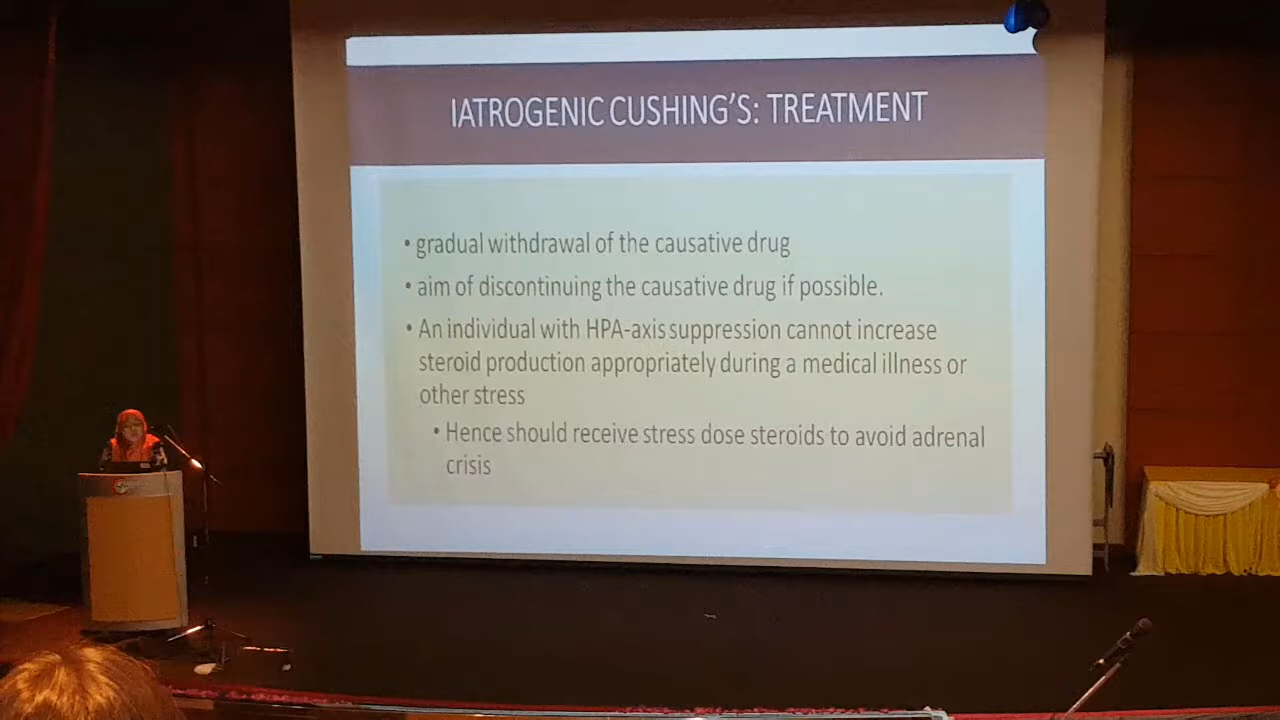 IATROGENIC CUSHING'S: TREATMENT
• gradual withdrawal of the causative drug
• aim of discontinuing the causative drug if possible.
• An individual with HPA-axis suppression cannot increase
steroid production appropriately during a medical illness or
other stress
• Hence should receive stress dose steroids to avoid adrenal
crisis